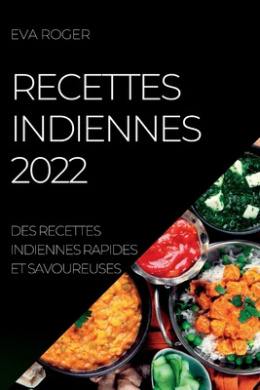 EVA ROGER
RECETTES
INDIENNES
2022
DES RECETTES
INDIENNES RAPIDES
ET SAVOUREUSES